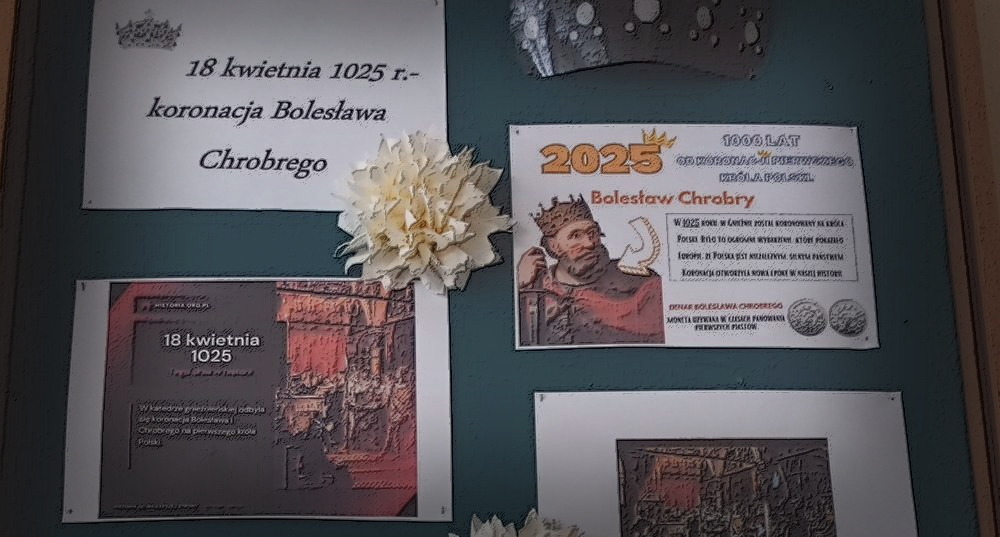 18 kwietnia 1025 r.-
koronacja Bolesława
Chrobrego
2025
1000 LAT
OD KORONACJI PIERWSZEGO
KRÓLA POLSKI.
Bolesław Chrobry
W 1025 ROKU W GNIEŹNIE ZOSTAŁ KORONOWANY NA KRÓLA
POLSKI. BYŁO TO OGROMNE WYDARZENIE, KTÓRE POKAZAŁO
EUROPIE, ŻE POLSKA JEST NIEZALEŻNYM, SILNYM PAŃSTWEM.
KORONACJA OTWORZYŁA NOWĄ EPOKĘ W NASZEJ HISTORII
DENAR BOLESŁAWA CHROBREGO
MONETA UŻYWANA W CZASACH PANOWANIA
PIERWSZYCH PIASTÓW.
HISTORIA.ORG.PL
18 kwietnia
1025
W katedrze gnieźnieńskiej odbyła
się koronacja Bolesława I
Chrobrego na pierwszego króla
Polski.